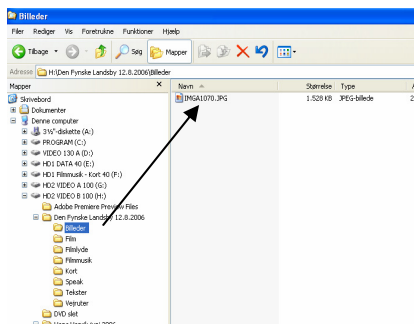 Billeder
Filer Rediger Vis Foretrukne Funktioner Hjælp
Tilbage Søg Mapper
Adresse H:\Den Fynske Landsby 12.8.2006\Billeder
Mapper × Navn Størrelse Type
Skrivebord IMGA1070.JPG 1.528 KB JPEG-billede 2
Dokumenter
Denne computer
3½"-diskette (A:)
PROGRAM (C:)
VIDEO 130 A (D:)
HD1 DATA 40 (E:)
HD1 Filmmusik - Kort 40 (F:)
HD2 VIDEO A 100 (G:)
HD2 VIDEO B 100 (H:)
Adobe Premiere Preview Files
Den Fynske Landsby 12.8.2006
Billeder
Film
Filmlyde
Filmmusik
Kort
Speak
Tekster
Vejruter
DVD slet